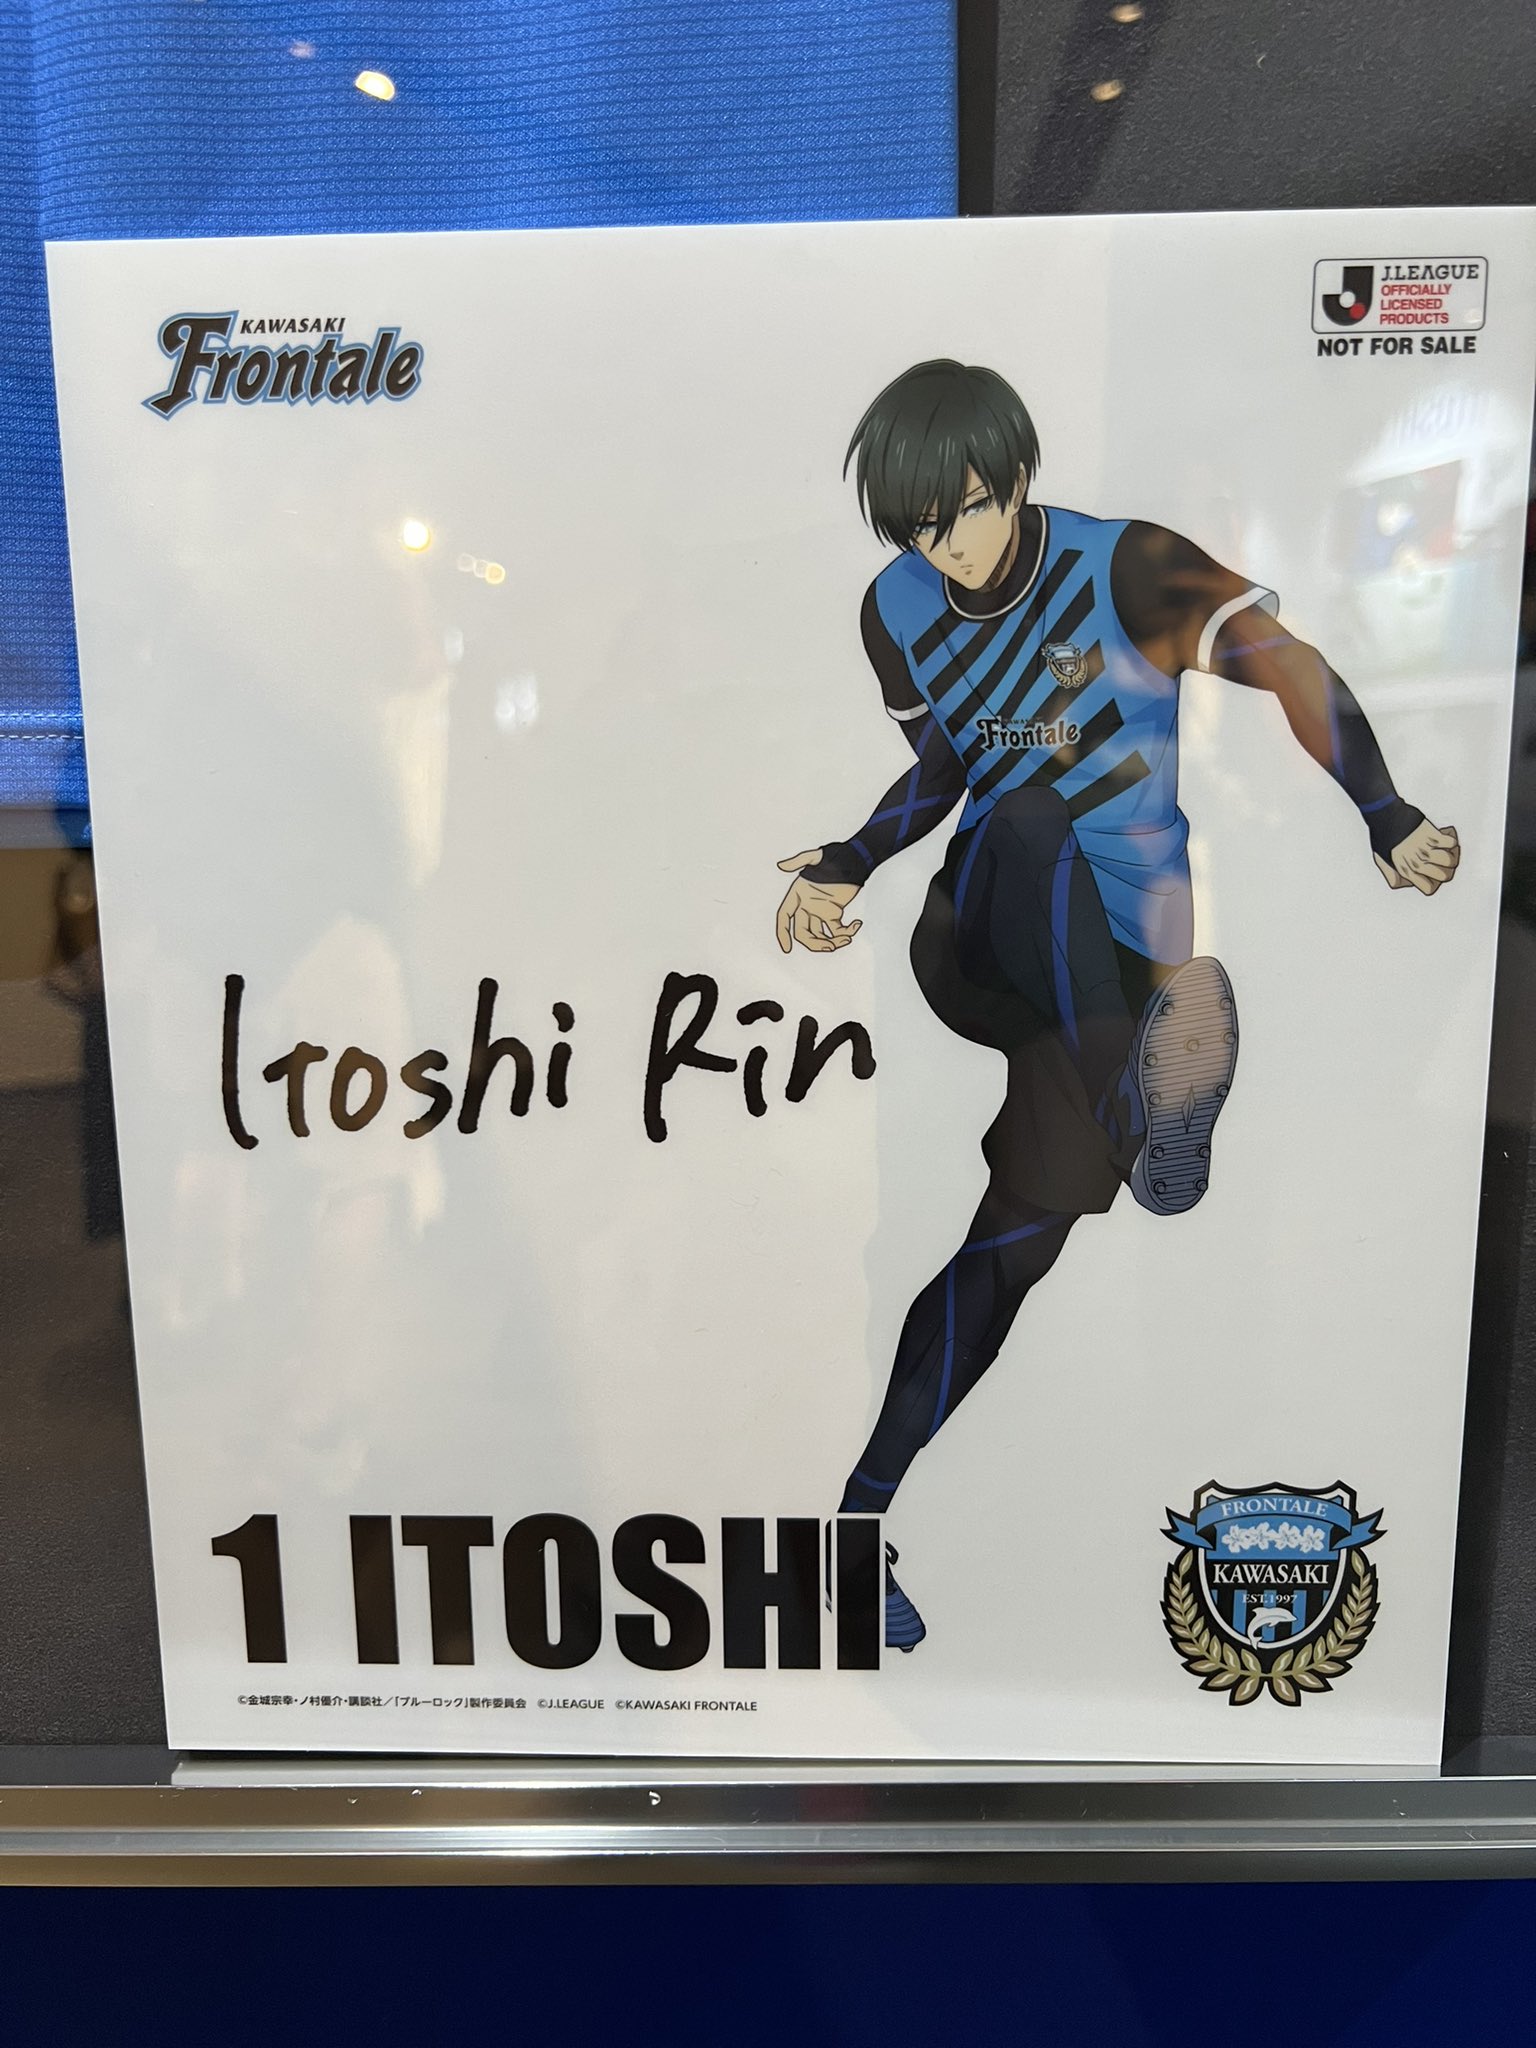 KAWASAKI
Frontale
J.LEAGUE
OFFICIALLY
LICENSED
PRODUCTS
NOT FOR SALE
KAWASAKI
Frontale
Itoshi Rin
1 ITOSHI
FRONTALE
KAWASAKI
EST.1997
©金城宗幸・ノ村優介・講談社／「ブルーロック」製作委員会 ©J.LEAGUE ©KAWASAKI FRONTALE